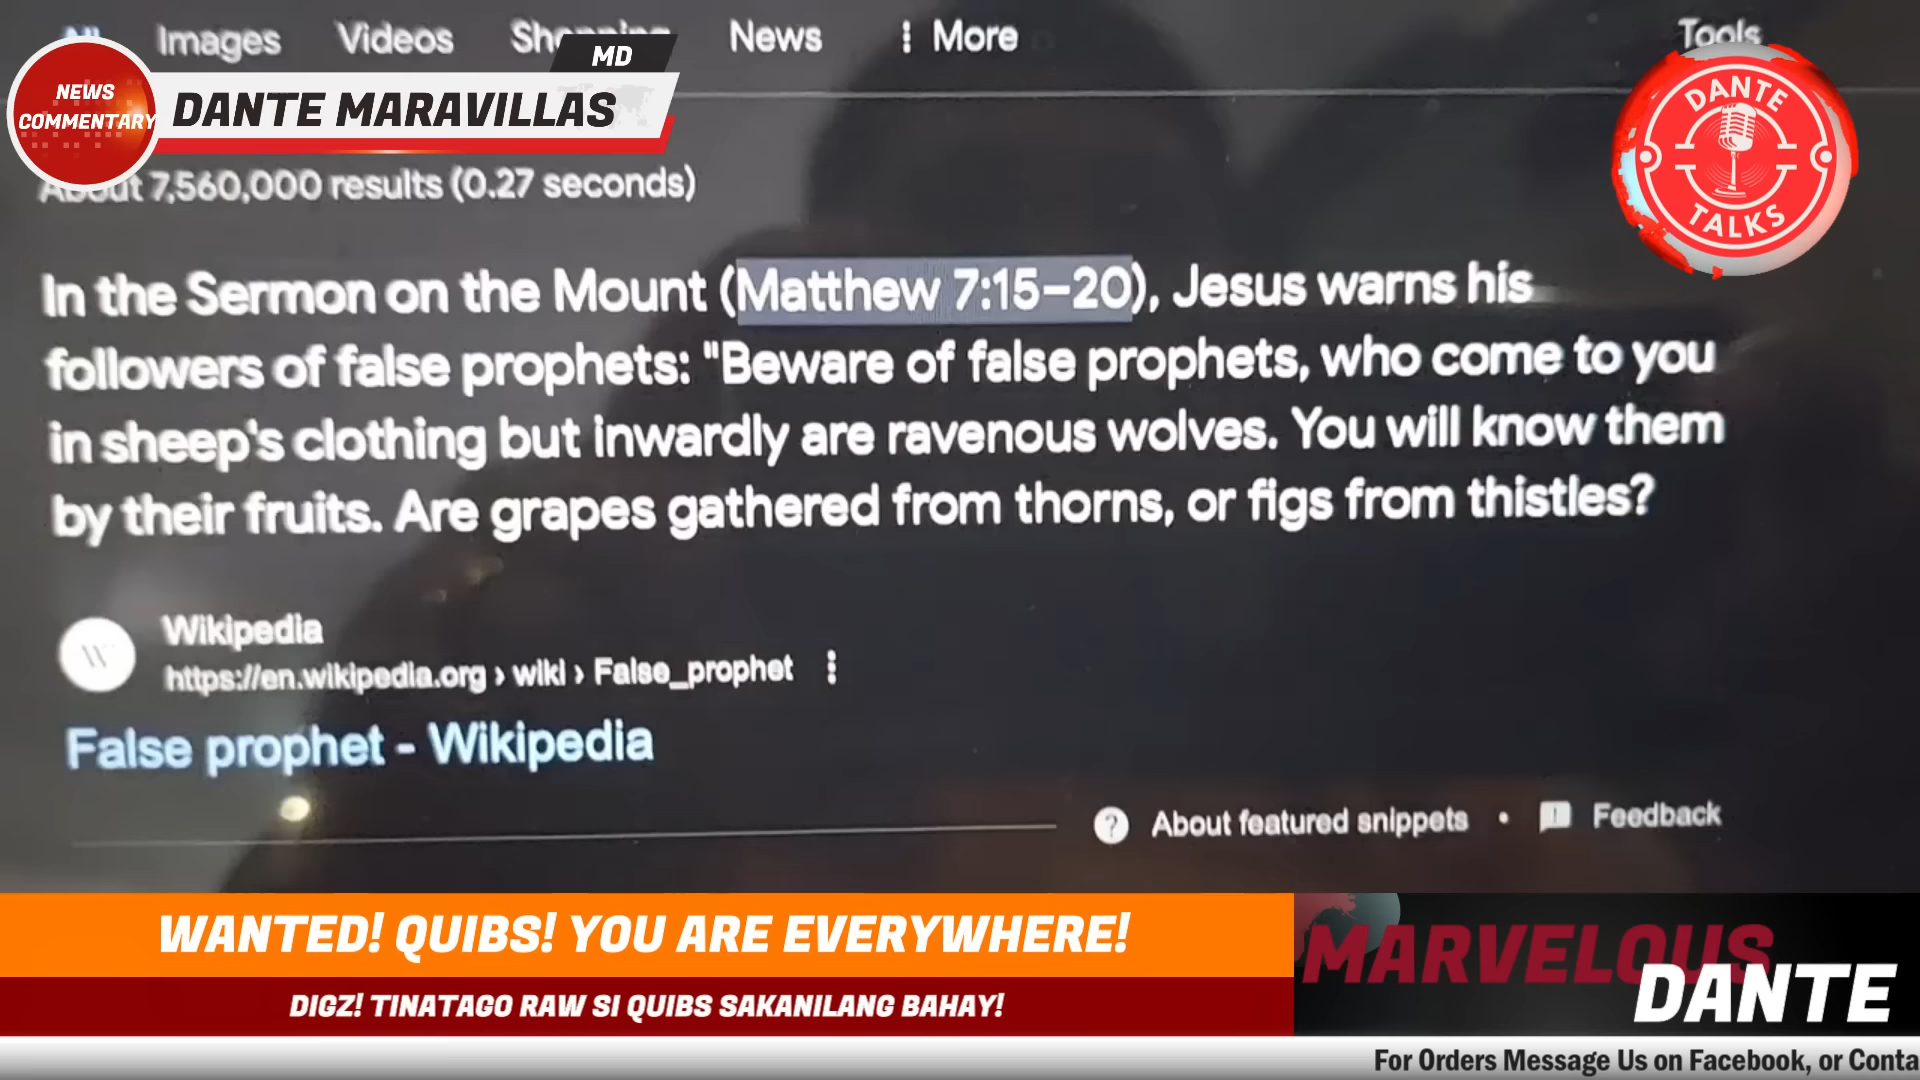 All Images Videos Shopping News More Tools
MD
NEWS
COMMENTARY
DANTE MARAVILLAS
DANTE
TALKS
About 7,560,000 results (0.27 seconds)
In the Sermon on the Mount (Matthew 7:15–20), Jesus warns his
followers of false prophets: "Beware of false prophets, who come to you
in sheep's clothing but inwardly are ravenous wolves. You will know them
by their fruits. Are grapes gathered from thorns, or figs from thistles?
W
Wikipedia
https://en.wikipedia.org › wiki › False_prophet
False prophet - Wikipedia
? About featured snippets • Feedback
WANTED! QUIBS! YOU ARE EVERYWHERE!
DIGZ! TINATAGO RAW SI QUIBS SAKANILANG BAHAY!
MARVELOUS
DANTE
For Orders Message Us on Facebook, or Conta